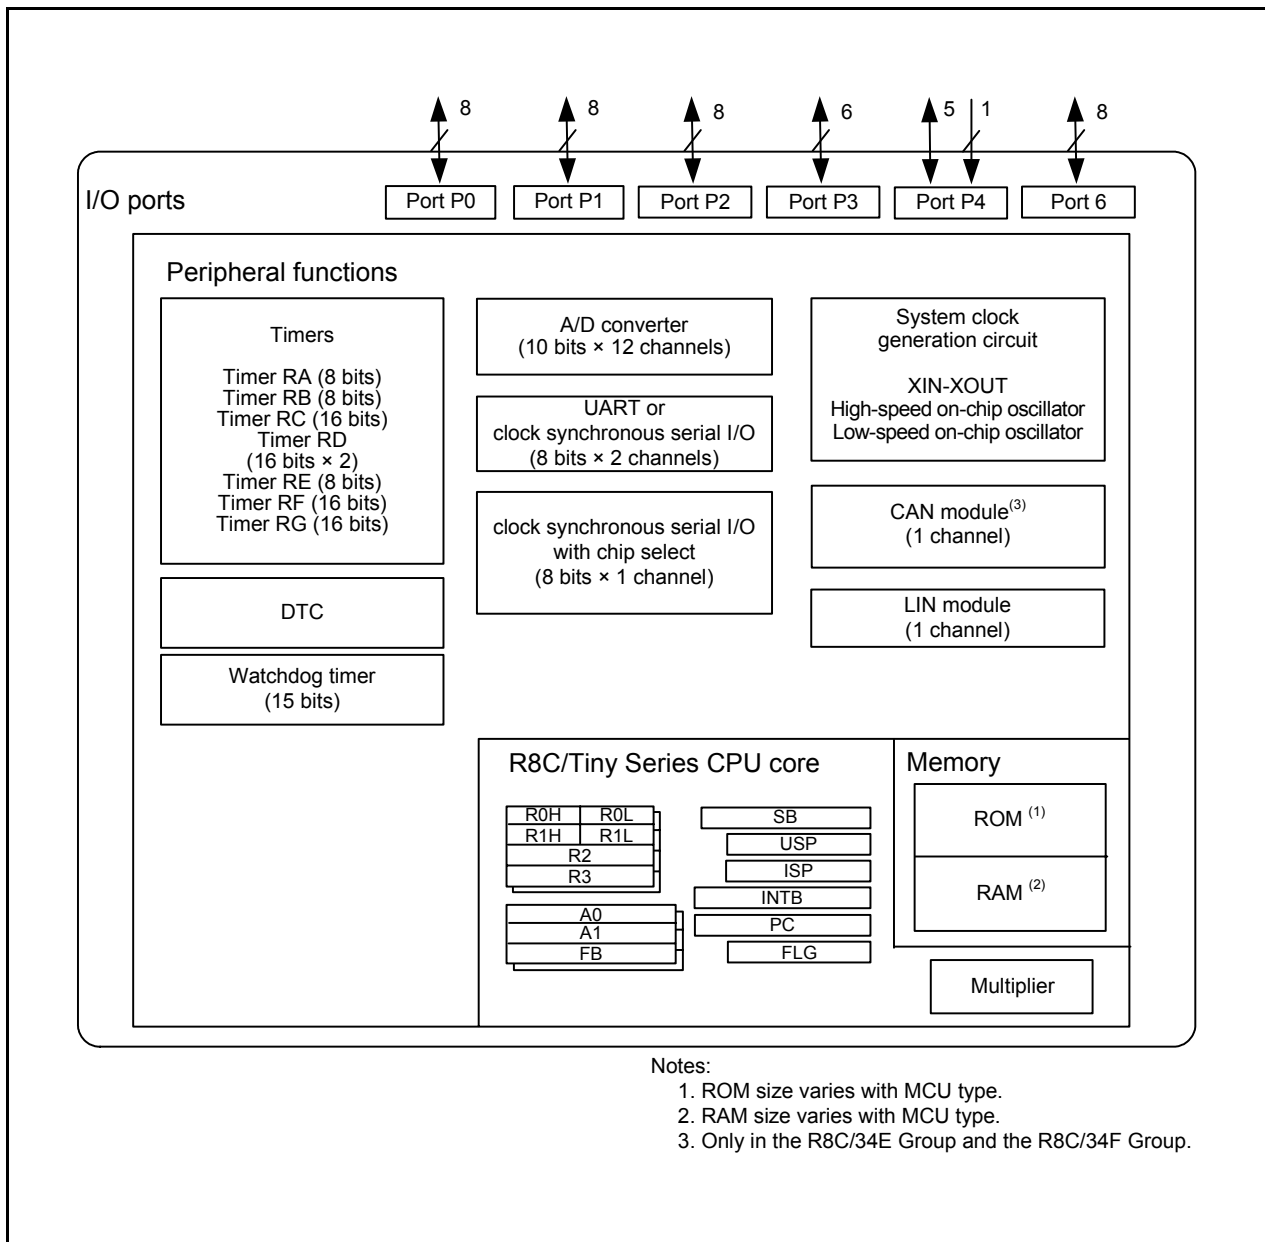 8 8 8 6 5 1 8
I/O ports
Port P0 Port P1 Port P2 Port P3 Port P4 Port 6
Peripheral functions
Timers
Timer RA (8 bits)
Timer RB (8 bits)
Timer RC (16 bits)
Timer RD
(16 bits × 2)
Timer RE (8 bits)
Timer RF (16 bits)
Timer RG (16 bits)
DTC
Watchdog timer
(15 bits)
A/D converter
(10 bits × 12 channels)
UART or
clock synchronous serial I/O
(8 bits × 2 channels)
clock synchronous serial I/O
with chip select
(8 bits × 1 channel)
System clock
generation circuit
XIN-XOUT
High-speed on-chip oscillator
Low-speed on-chip oscillator
CAN module(3)
(1 channel)
LIN module
(1 channel)
R8C/Tiny Series CPU core
R0H R0L
R1H R1L
R2
R3
A0
A1
FB
SB
USP
ISP
INTB
PC
FLG
Memory
ROM (1)
RAM (2)
Multiplier
Notes:
1. ROM size varies with MCU type.
2. RAM size varies with MCU type.
3. Only in the R8C/34E Group and the R8C/34F Group.